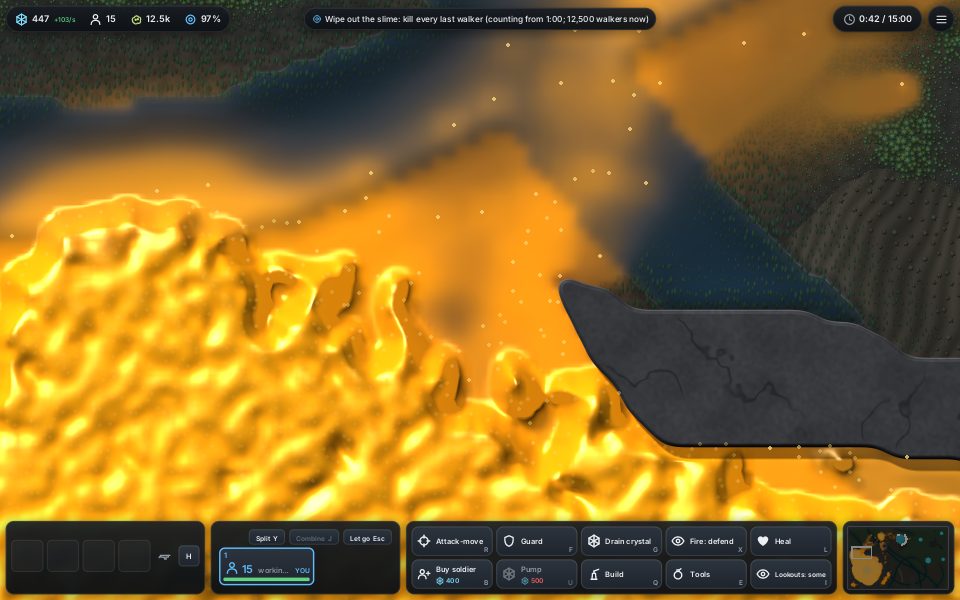 447 +103/s 15 12.5k 97%
Wipe out the slime: kill every last walker (counting from 1:00; 12,500 walkers now)
0:42 / 15:00
H
Split Y Combine J Let go Esc
1
15 workin... YOU
Attack-move R
Guard F
Drain crystal G
Fire: defend X
Heal L
Buy soldier 400 B
Pump 500 U
Build Q
Tools E
Lookouts: some I